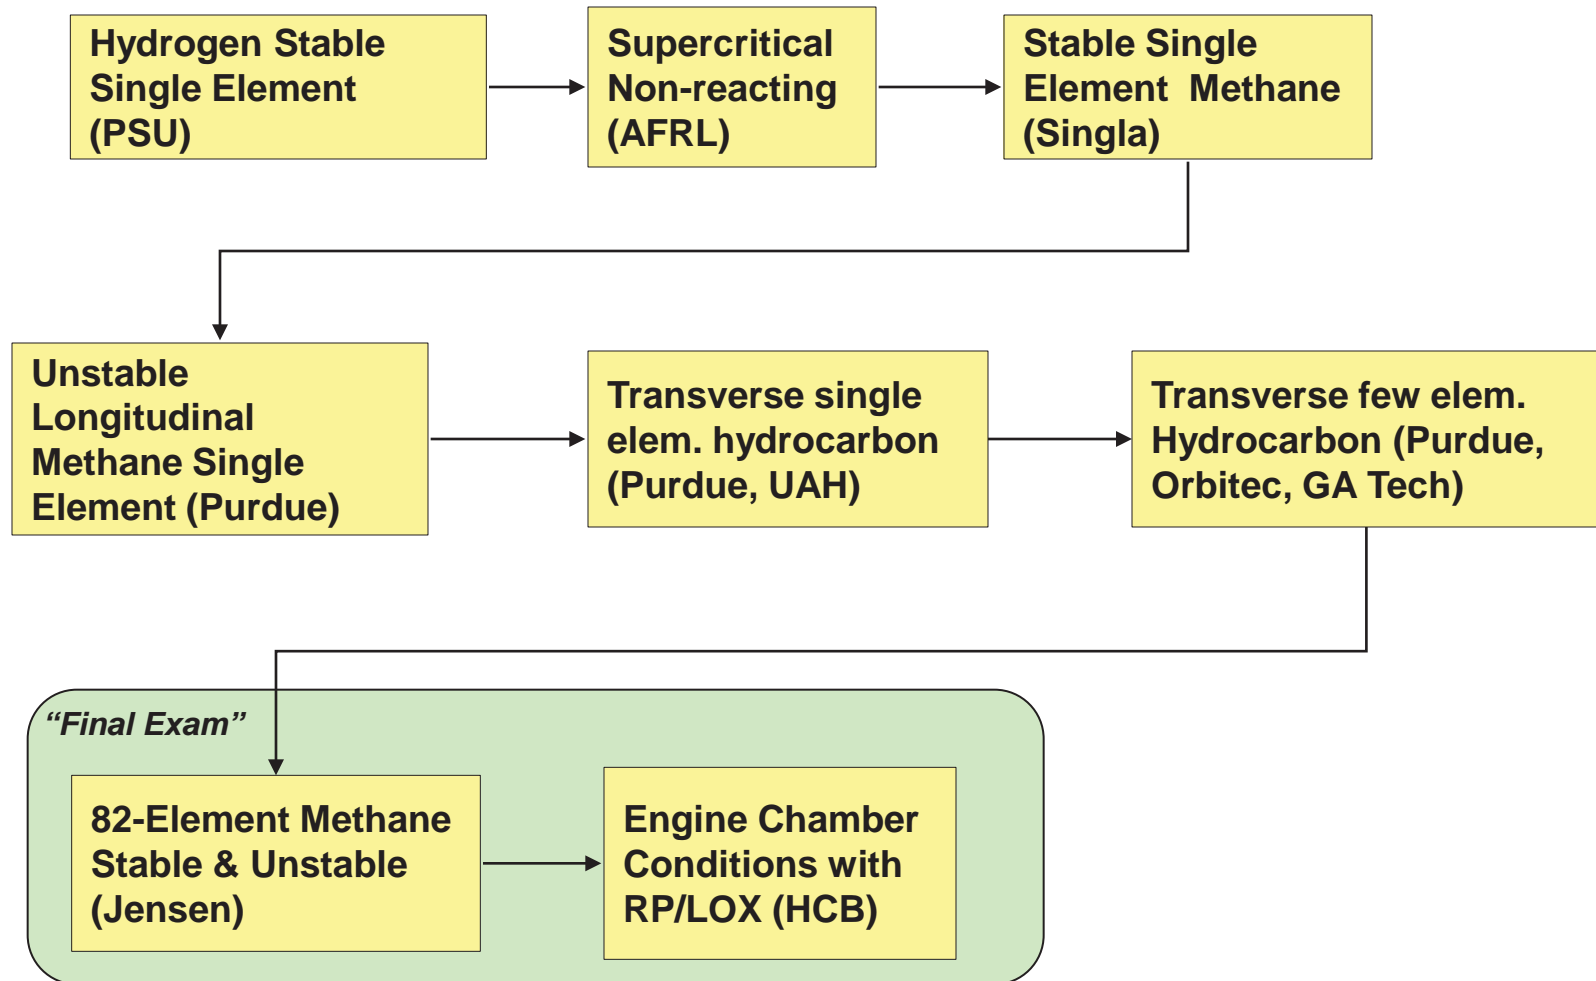 Hydrogen Stable
Single Element
(PSU)
Supercritical
Non-reacting
(AFRL)
Stable Single
Element Methane
(Singla)
Unstable
Longitudinal
Methane Single
Element (Purdue)
Transverse single
elem. hydrocarbon
(Purdue, UAH)
Transverse few elem.
Hydrocarbon (Purdue,
Orbitec, GA Tech)
“Final Exam”
82-Element Methane
Stable & Unstable
(Jensen)
Engine Chamber
Conditions with
RP/LOX (HCB)